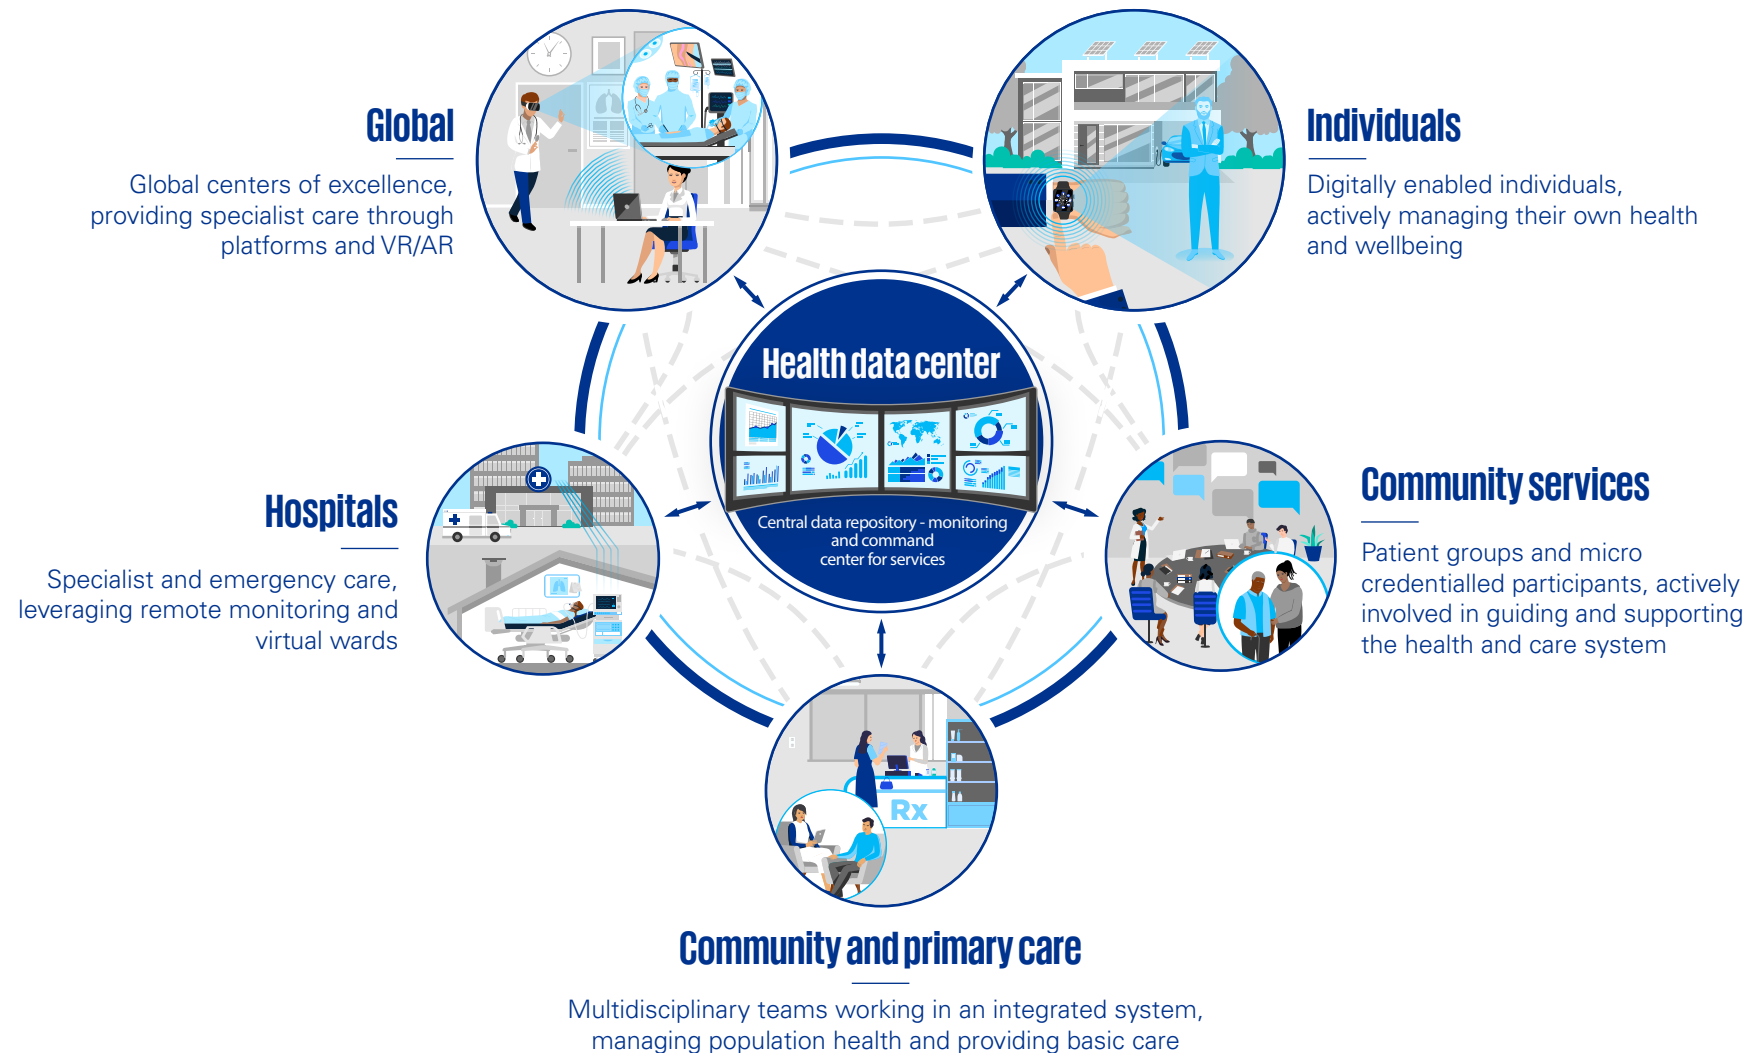 Global
Global centers of excellence,
providing specialist care through
platforms and VR/AR
Individuals
Digitally enabled individuals,
actively managing their own health
and wellbeing
Health data center
Central data repository - monitoring
and command
center for services
Hospitals
Specialist and emergency care,
leveraging remote monitoring and
virtual wards
Community services
Patient groups and micro
credentialled participants, actively
involved in guiding and supporting
the health and care system
Rx
Community and primary care
Multidisciplinary teams working in an integrated system,
managing population health and providing basic care